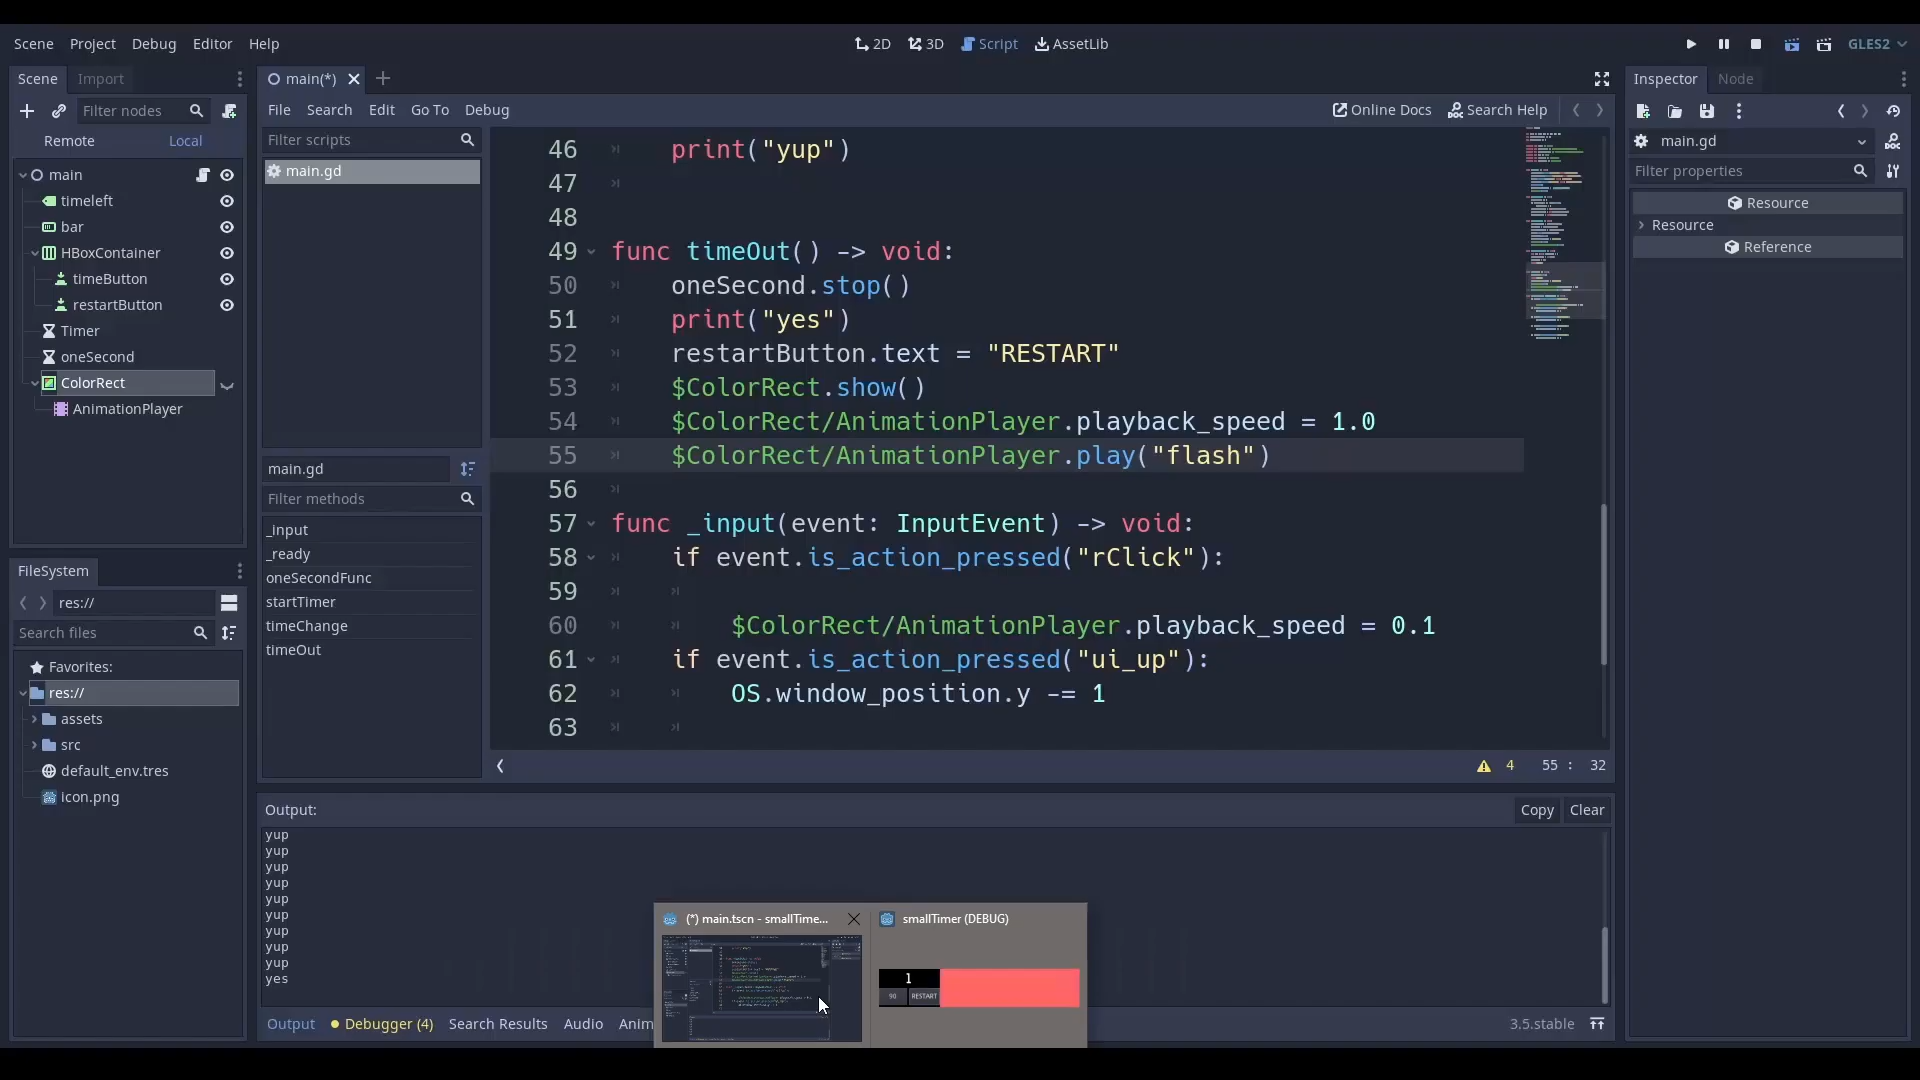 Scene Project Debug Editor Help
2D 3D Script AssetLib
GLES2
Scene Import
Filter nodes
Remote Local
main
timeleft
bar
HBoxContainer
timeButton
restartButton
Timer
oneSecond
ColorRect
AnimationPlayer
FileSystem
res://
Search files
Favorites:
res://
assets
src
default_env.tres
icon.png
main(*)
File Search Edit Go To Debug
Online Docs Search Help
Filter scripts
main.gd
main.gd
Filter methods
_input
_ready
oneSecondFunc
startTimer
timeChange
timeOut
46 print("yup")
47
48
49 func timeOut() -> void:
50 oneSecond.stop()
51 print("yes")
52 restartButton.text = "RESTART"
53 $ColorRect.show()
54 $ColorRect/AnimationPlayer.playback_speed = 1.0
55 $ColorRect/AnimationPlayer.play("flash")
56
57 func _input(event: InputEvent) -> void:
58 if event.is_action_pressed("rClick"):
59
60 $ColorRect/AnimationPlayer.playback_speed = 0.1
61 if event.is_action_pressed("ui_up"):
62 OS.window_position.y -= 1
63
4 55 : 32
Output:
Copy Clear
yup
yup
yup
yup
yup
yup
yup
yup
yup
yes
Output Debugger (4) Search Results Audio Anim
3.5.stable
(*) main.tscn - smallTime...
smallTimer (DEBUG)
1
90 RESTART
Inspector Node
main.gd
Filter properties
Resource
Resource
Reference